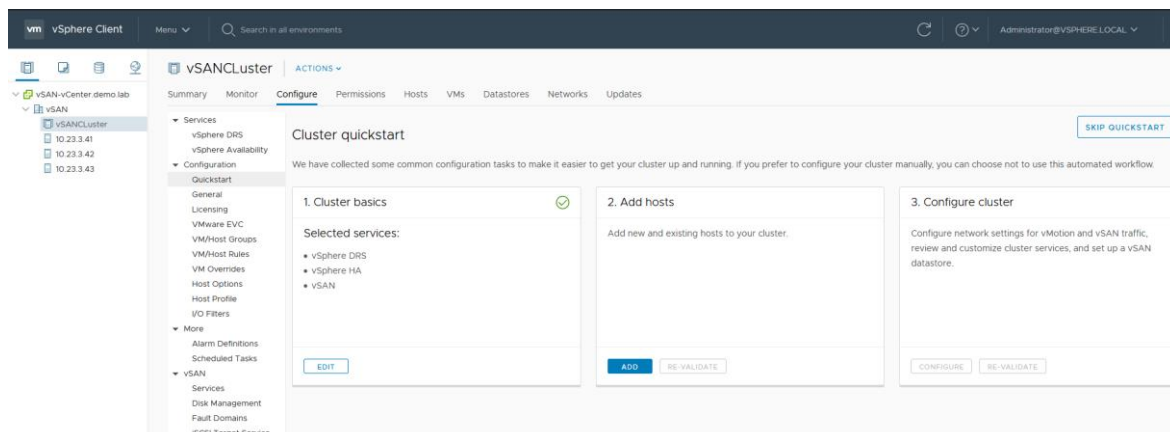 vm vSphere Client Menu Search in all environments Administrator@VSPHERE.LOCAL
vSAN-vCenter.demo.lab
vSAN
vSANCLuster
10.23.3.41
10.23.3.42
10.23.3.43
vSANCLuster ACTIONS
Summary Monitor Configure Permissions Hosts VMs Datastores Networks Updates
Services
vSphere DRS
vSphere Availability
Configuration
Quickstart
General
Licensing
VMware EVC
VM/Host Groups
VM/Host Rules
VM Overrides
Host Options
Host Profile
I/O Filters
More
Alarm Definitions
Scheduled Tasks
vSAN
Services
Disk Management
Fault Domains
iSCSI Target Service
Cluster quickstart
SKIP QUICKSTART
We have collected some common configuration tasks to make it easier to get your cluster up and running. If you prefer to configure your cluster manually, you can choose not to use this automated workflow.
1. Cluster basics
Selected services:
• vSphere DRS
• vSphere HA
• vSAN
EDIT
2. Add hosts
Add new and existing hosts to your cluster.
ADD RE-VALIDATE
3. Configure cluster
Configure network settings for vMotion and vSAN traffic,
review and customize cluster services, and set up a vSAN
datastore.
CONFIGURE RE-VALIDATE